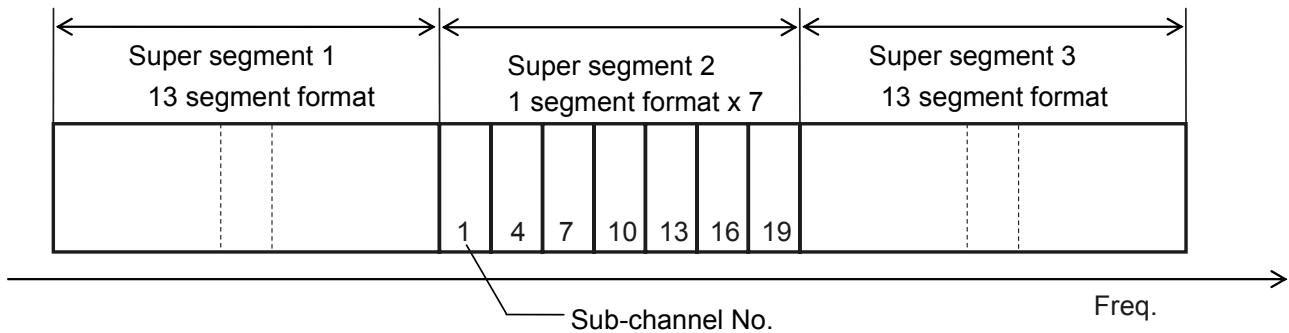 Super segment 1
13 segment format
Super segment 2
1 segment format x 7
Super segment 3
13 segment format
1 4 7 10 13 16 19
Freq.
Sub-channel No.